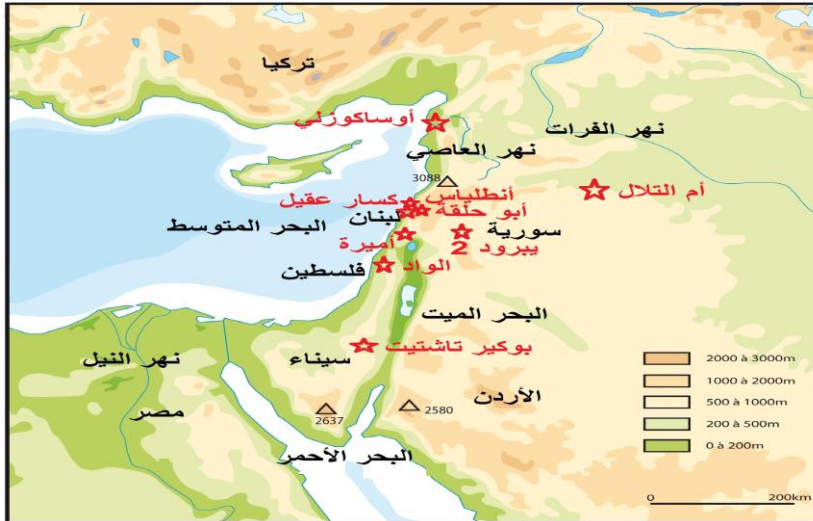 تركيا
أوساكوزلي
نهر الفرات
نهر العاصي
3088
أم التلال
أنطلياس
كسار عقيل
أبو حلقة
لبنان
البحر المتوسط
سورية
يبرود 2
أميرة
الواد
فلسطين
البحر الميت
بوكير تاشتيت
سيناء
نهر النيل
مصر
الأردن
2580
2637
البحر الأحمر
2000 à 3000m
1000 à 2000m
500 à 1000m
200 à 500m
0 à 200m
0 200km